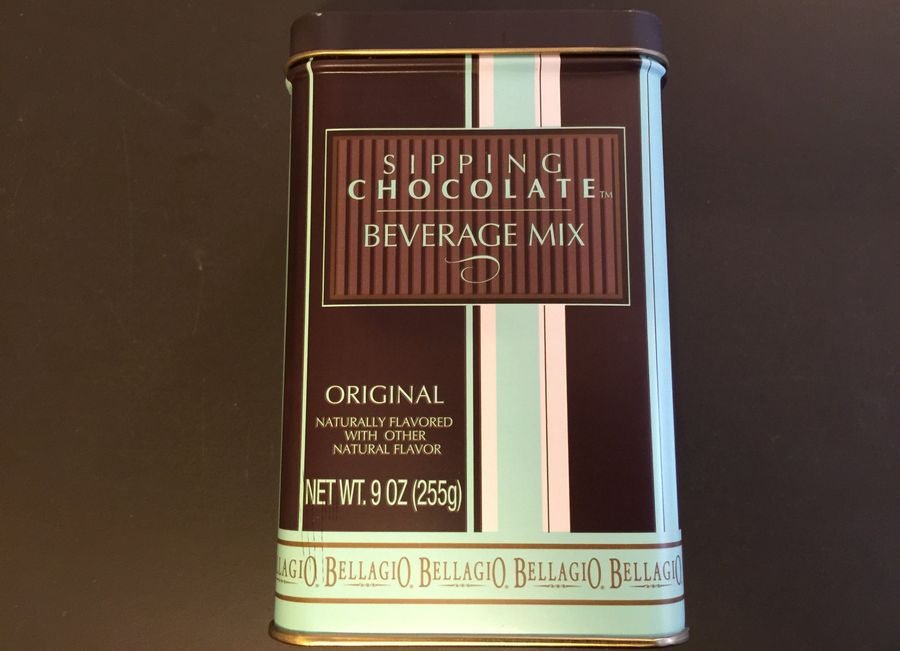 SIPPING
CHOCOLATE™
BEVERAGE MIX
ORIGINAL
NATURALLY FLAVORED
WITH OTHER
NATURAL FLAVOR
NET WT. 9 OZ (255g)
LAGIO® BELLAGIO® BELLAGIO® BELLAGIO® BELLAGIO